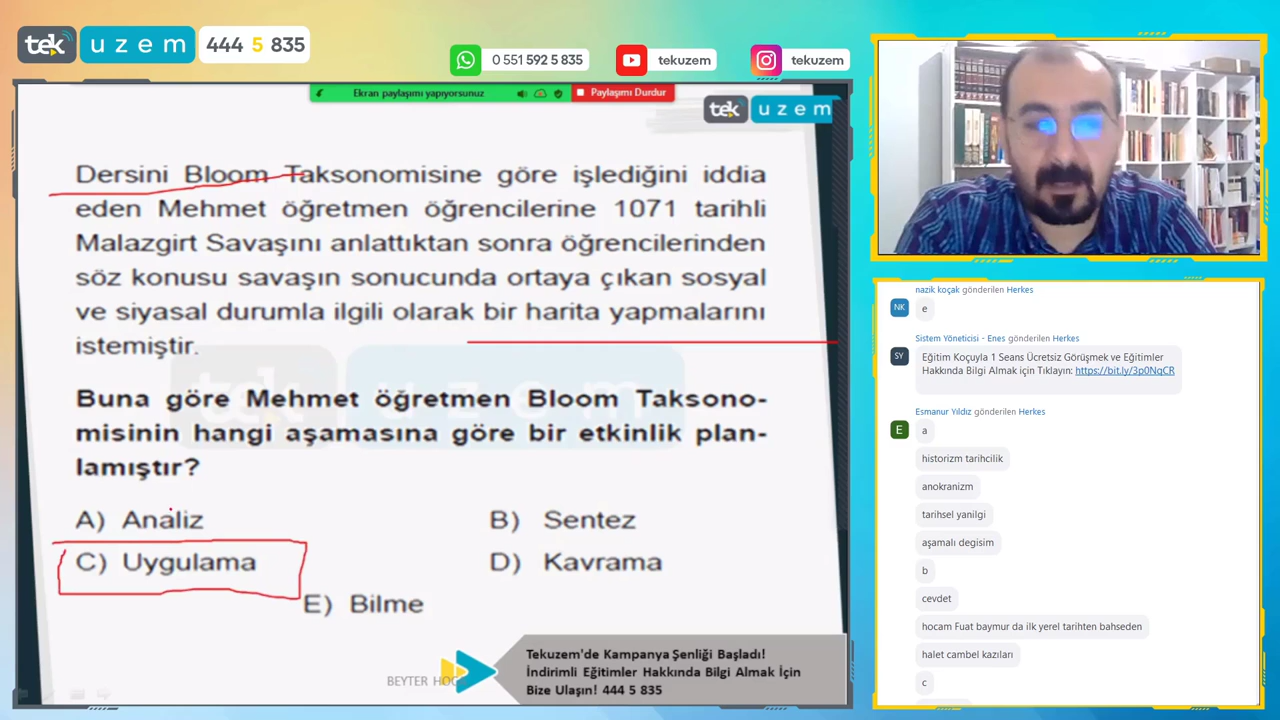 tek uzem 444 5 835
0 551 592 5 835 tekuzem tekuzem
Ekran paylaşımı yapıyorsunuz Paylaşımı Durdur
tek uzem
Dersini Bloom Taksonomisine göre işlediğini iddia
eden Mehmet öğretmen öğrencilerine 1071 tarihli
Malazgirt Savaşını anlattıktan sonra öğrencilerinden
söz konusu savaşın sonucunda ortaya çıkan sosyal
ve siyasal durumla ilgili olarak bir harita yapmalarını
istemiştir.
tek uzem
Buna göre Mehmet öğretmen Bloom Taksono-
misinin hangi aşamasına göre bir etkinlik plan-
lamıştır?
A) Analiz B) Sentez
C) Uygulama D) Kavrama
E) Bilme
BEYTER HO
Tekuzem'de Kampanya Şenliği Başladı!
İndirimli Eğitimler Hakkında Bilgi Almak İçin
Bize Ulaşın! 444 5 835
nazik koçak gönderilen Herkes
NK e
Sistem Yöneticisi - Enes gönderilen Herkes
SY Eğitim Koçuyla 1 Seans Ücretsiz Görüşmek ve Eğitimler
Hakkında Bilgi Almak için Tıklayın: https://bit.ly/3p0NqCR
Esmanur Yıldız gönderilen Herkes
E a
historizm tarihcilik
anokranizm
tarihsel yanilgi
aşamalı degisim
b
cevdet
hocam Fuat baymur da ilk yerel tarihten bahseden
halet cambel kazıları
c